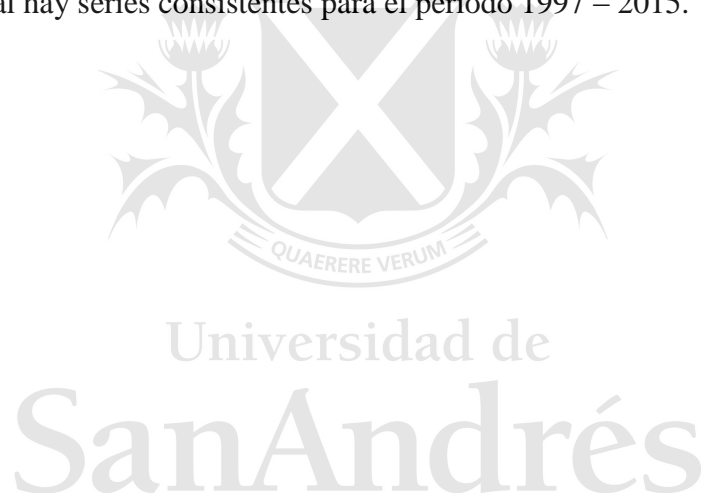 al hay series consistentes para el período 1997 – 2015.
QUAERERE VERUM
Universidad de
SanAndrés